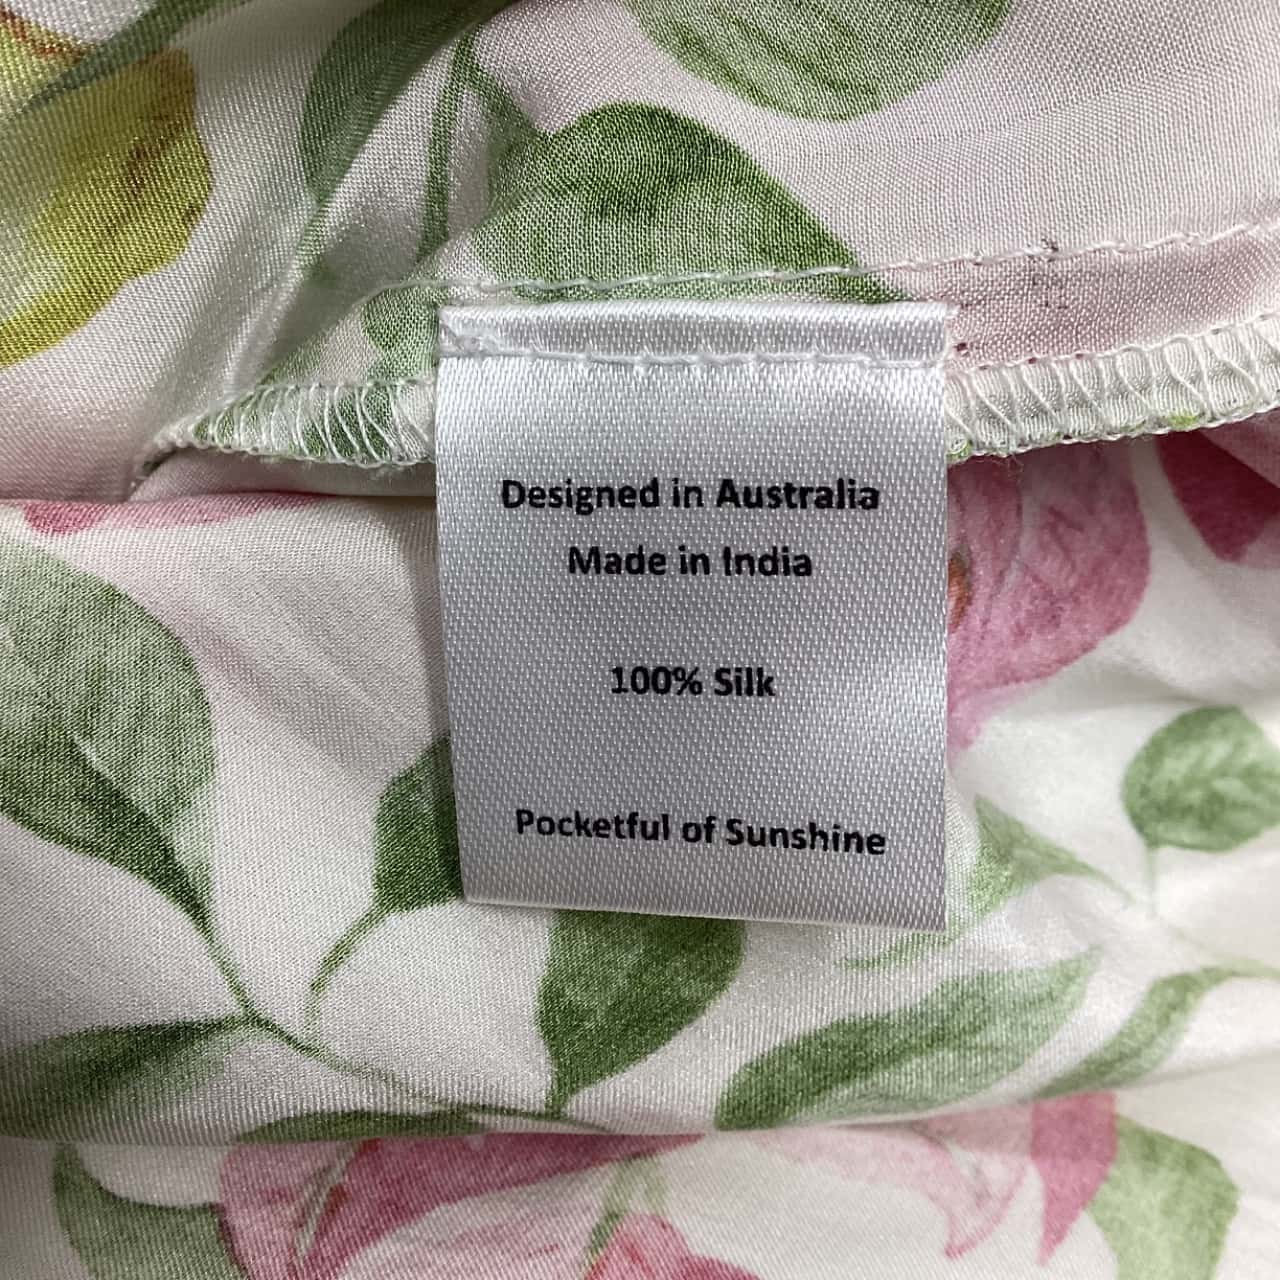 Designed in Australia
Made in India
100% Silk
Pocketful of Sunshine